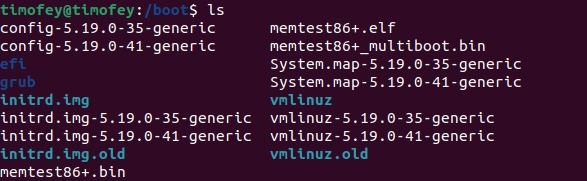 timofey@timofey:/boot$ ls
config-5.19.0-35-generic memtest86+.elf
config-5.19.0-41-generic memtest86+_multiboot.bin
efi System.map-5.19.0-35-generic
grub System.map-5.19.0-41-generic
initrd.img vmlinuz
initrd.img-5.19.0-35-generic vmlinuz-5.19.0-35-generic
initrd.img-5.19.0-41-generic vmlinuz-5.19.0-41-generic
initrd.img.old vmlinuz.old
memtest86+.bin